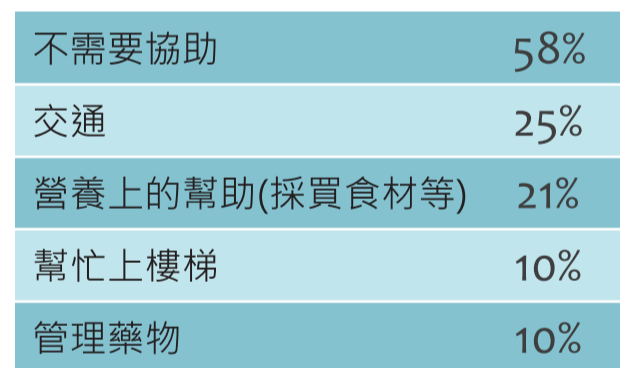 不需要協助 58%
交通 25%
營養上的幫助(採買食材等) 21%
幫忙上樓梯 10%
管理藥物 10%